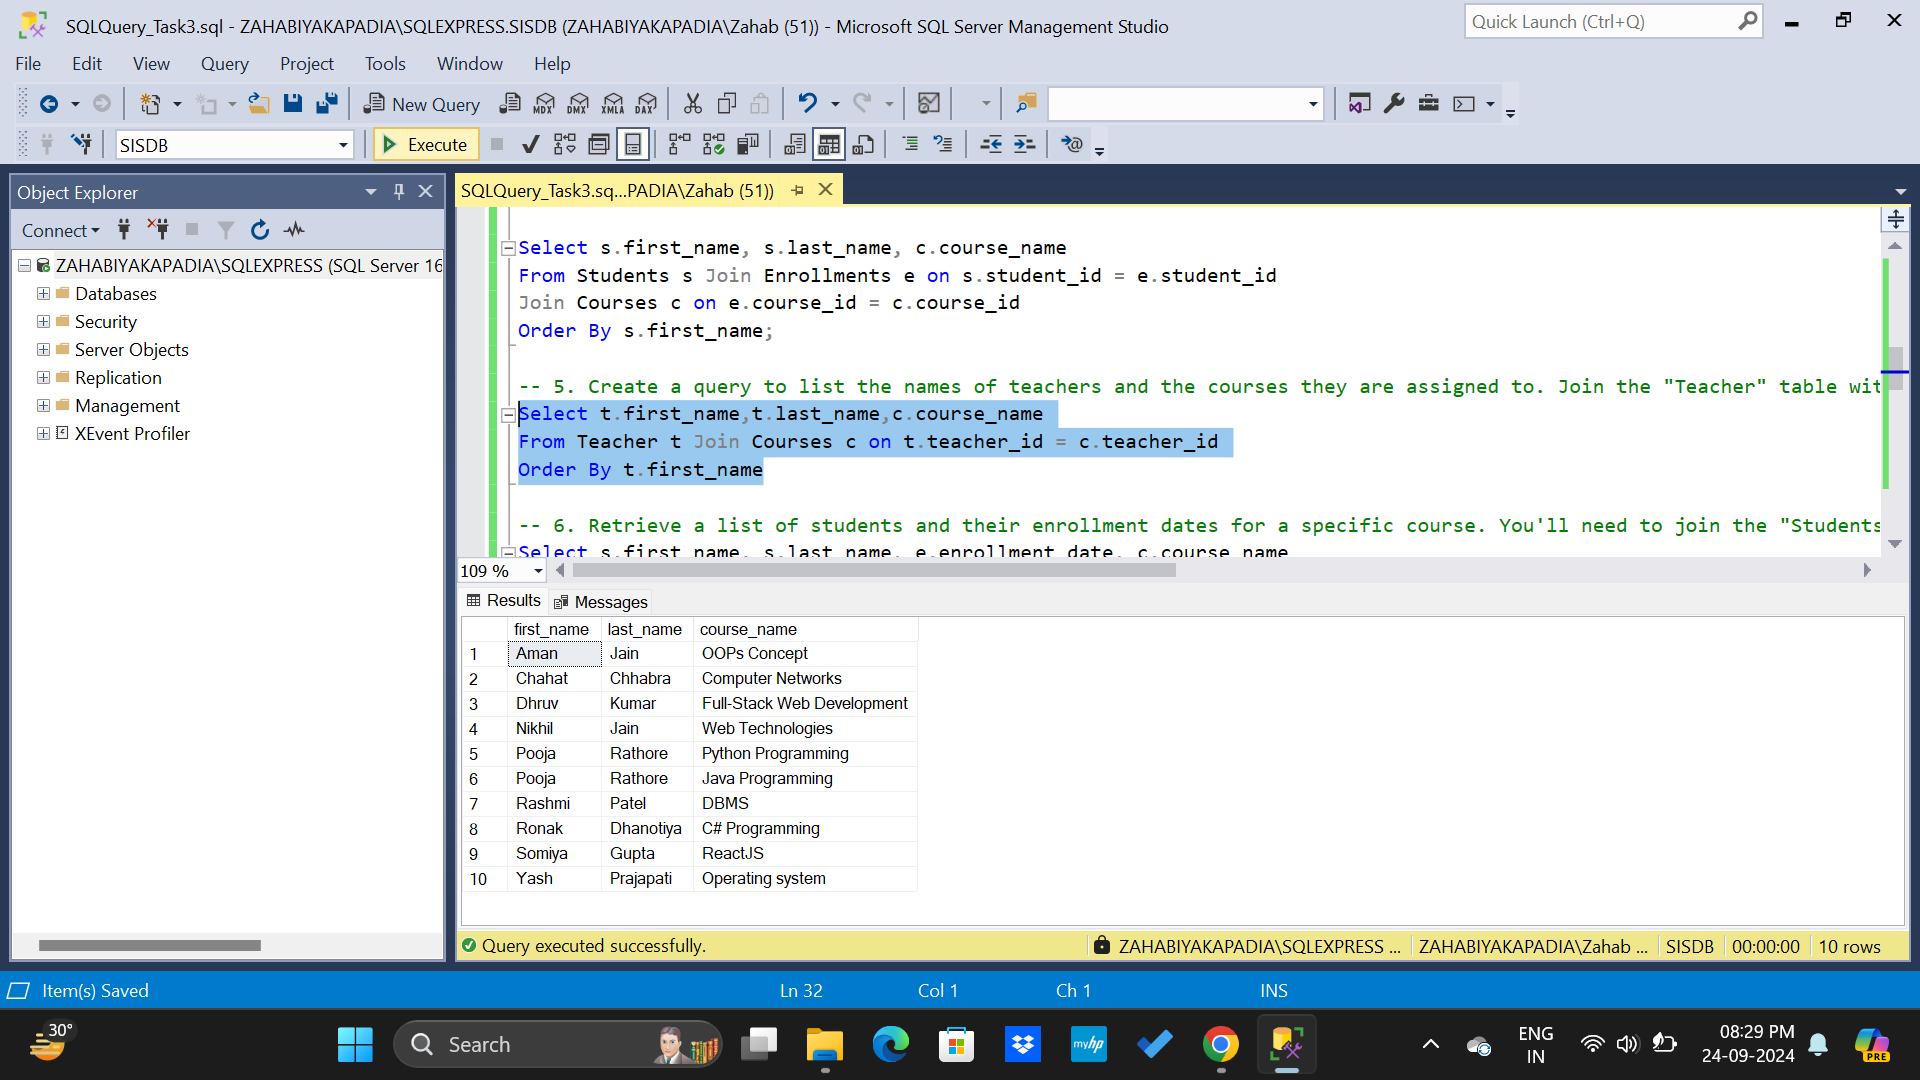 SQLQuery_Task3.sql - ZAHABIYAKAPADIA\SQLEXPRESS.SISDB (ZAHABIYAKAPADIA\Zahab (51)) - Microsoft SQL Server Management Studio
Quick Launch (Ctrl+Q)
File Edit View Query Project Tools Window Help
New Query MDX DMX XMLA DAX
SISDB
Execute
Object Explorer
SQLQuery_Task3.sq...PADIA\Zahab (51))
Connect
ZAHABIYAKAPADIA\SQLEXPRESS (SQL Server 16
Databases
Security
Server Objects
Replication
Management
XEvent Profiler
Select s.first_name, s.last_name, c.course_name
From Students s Join Enrollments e on s.student_id = e.student_id
Join Courses c on e.course_id = c.course_id
Order By s.first_name;
-- 5. Create a query to list the names of teachers and the courses they are assigned to. Join the "Teacher" table wit
Select t.first_name,t.last_name,c.course_name
From Teacher t Join Courses c on t.teacher_id = c.teacher_id
Order By t.first_name
-- 6. Retrieve a list of students and their enrollment dates for a specific course. You'll need to join the "Students
Select s.first_name, s.last_name, e.enrollment_date, c.course_name
109 %
Results Messages
first_name last_name course_name
1 Aman Jain OOPs Concept
2 Chahat Chhabra Computer Networks
3 Dhruv Kumar Full-Stack Web Development
4 Nikhil Jain Web Technologies
5 Pooja Rathore Python Programming
6 Pooja Rathore Java Programming
7 Rashmi Patel DBMS
8 Ronak Dhanotiya C# Programming
9 Somiya Gupta ReactJS
10 Yash Prajapati Operating system
Query executed successfully.
ZAHABIYAKAPADIA\SQLEXPRESS ... ZAHABIYAKAPADIA\Zahab ... SISDB 00:00:00 10 rows
Item(s) Saved Ln 32 Col 1 Ch 1 INS
30°
Search
myhp
ENG
IN
08:29 PM
24-09-2024
PRE